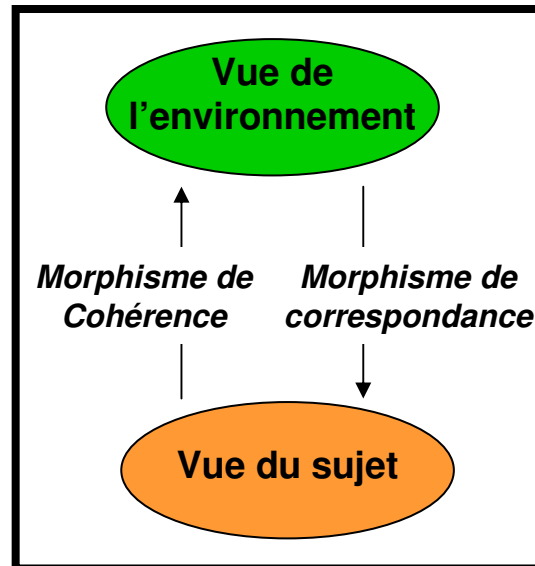 Vue de
l'environnement
Morphisme de
Cohérence
Morphisme de
correspondance
Vue du sujet